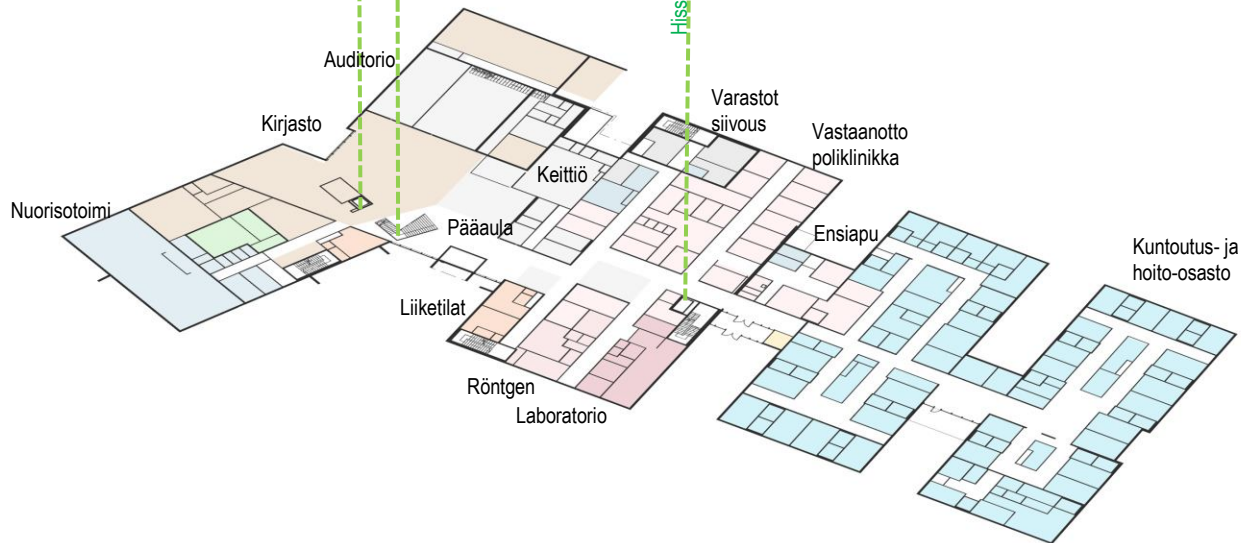 Hiss
Auditorio
Varastot
siivous
Kirjasto
Vastaanotto
poliklinikka
Keittiö
Nuorisotoimi
Pääaula
Ensiapu
Kuntoutus- ja
hoito-osasto
Liiketilat
Röntgen
Laboratorio